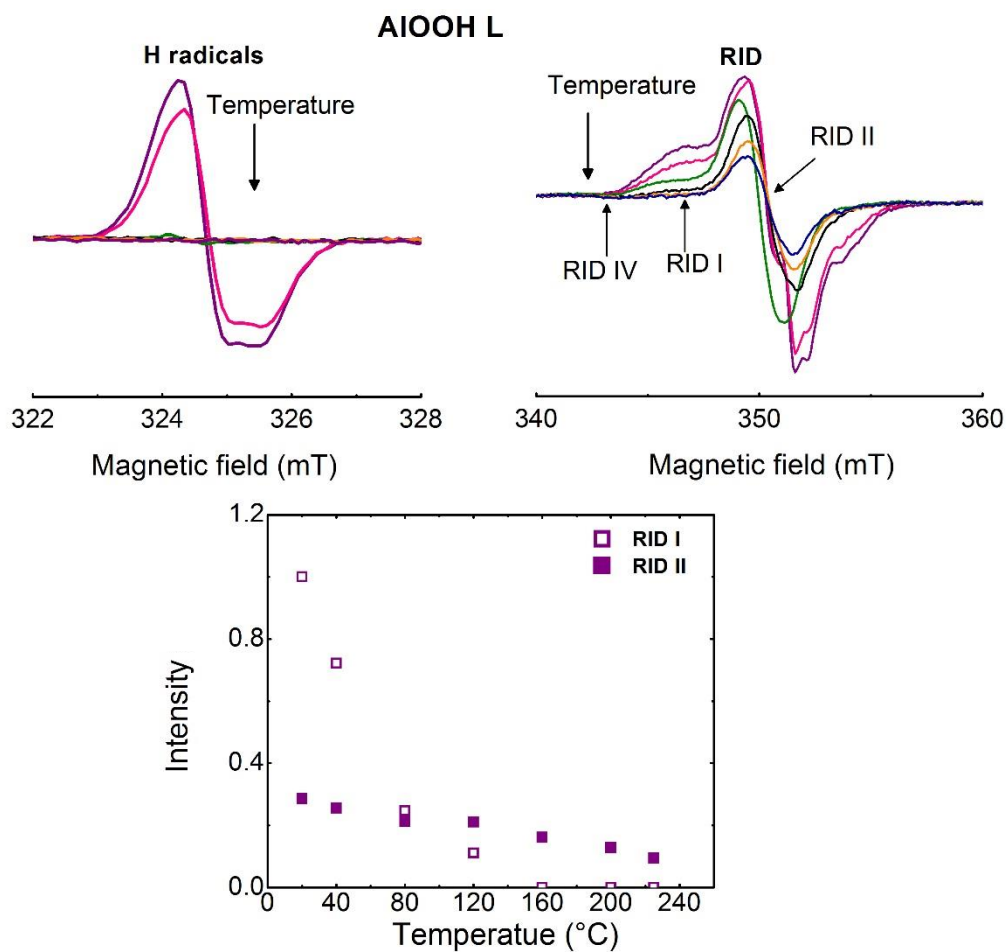 AlOOH L
H radicals
Temperature
322 324 326 328
Magnetic field (mT)
RID
Temperature
RID II
RID IV
RID I
340 350 360
Magnetic field (mT)
1.2
0.8
0.4
0.0
Intensity
RID I
RID II
40 80 120 160 200 240
Temperatue (°C)